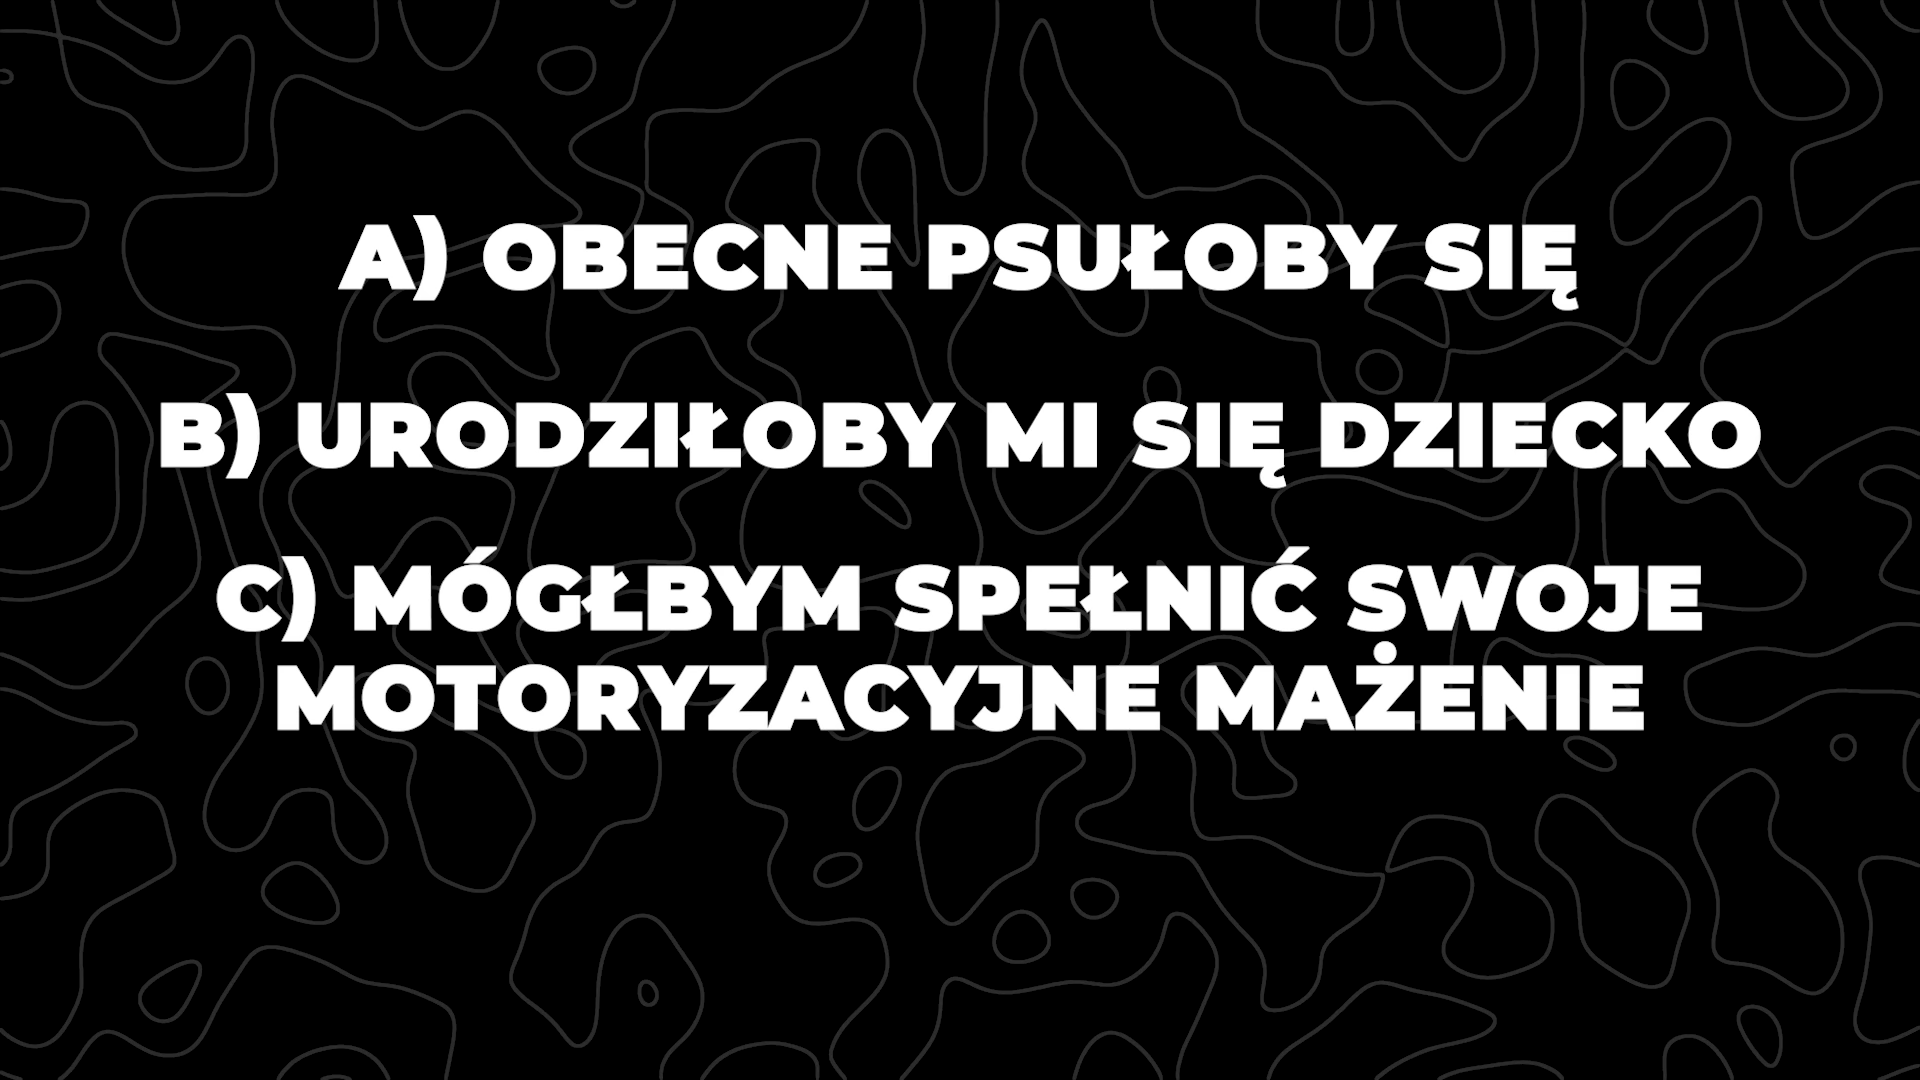 A) OBECNE PSUŁOBY SIĘ
B) URODZIŁOBY MI SIĘ DZIECKO
C) MÓGŁBYM SPEŁNIĆ SWOJE
MOTORYZACYJNE MAŻENIE